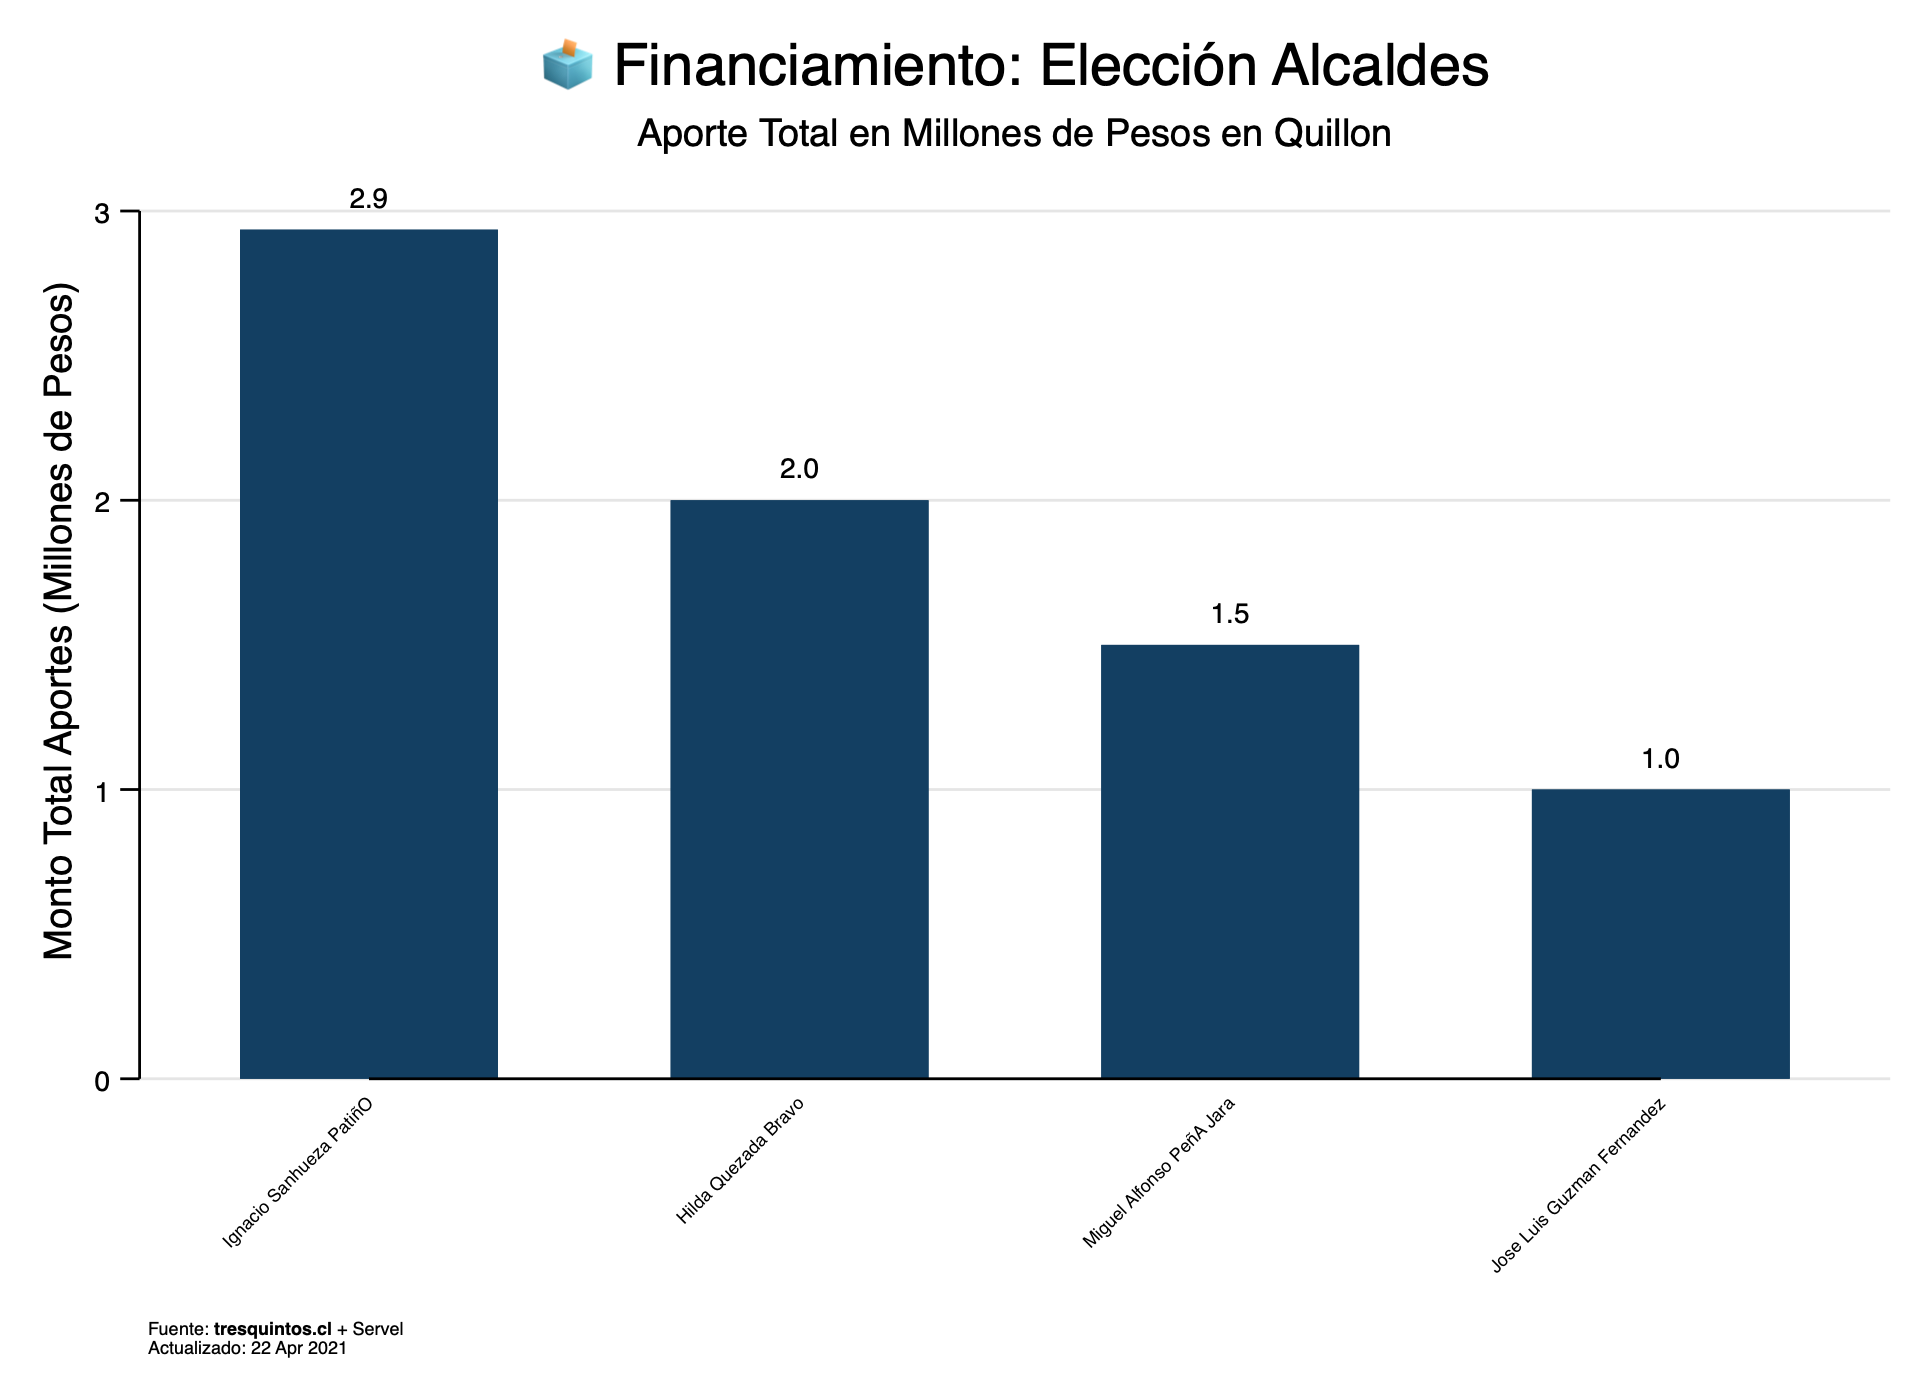 Financiamiento: Elección Alcaldes
Aporte Total en Millones de Pesos en Quillon
Monto Total Aportes (Millones de Pesos)
3
2
1
0
2.9
2.0
1.5
1.0
Ignacio Sanhueza PatiñO
Hilda Quezada Bravo
Miguel Alfonso PeñA Jara
Jose Luis Guzman Fernandez
Fuente: tresquintos.cl + Servel
Actualizado: 22 Apr 2021